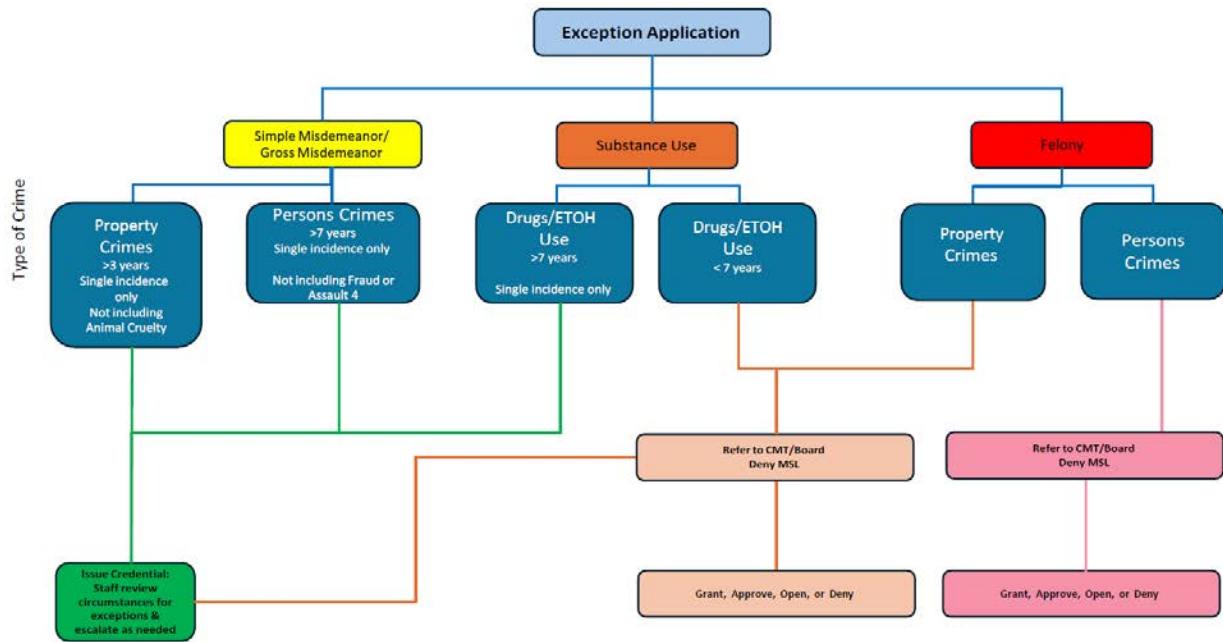 Exception Application
Type of Crime
Simple Misdemeanor/
Gross Misdemeanor
Substance Use
Felony
Property
Crimes
>3 years
Single incidence
only
Not including
Animal Cruelty
Persons Crimes
>7 years
Single incidence only
Not including Fraud or
Assault 4
Drugs/ETOH
Use
>7 years
Single incidence only
Drugs/ETOH
Use
< 7 years
Property
Crimes
Persons
Crimes
Refer to CMT/Board
Deny MSL
Refer to CMT/Board
Deny MSL
Issue Credential:
Staff review
circumstances for
exceptions &
escalate as needed
Grant, Approve, Open, or Deny
Grant, Approve, Open, or Deny